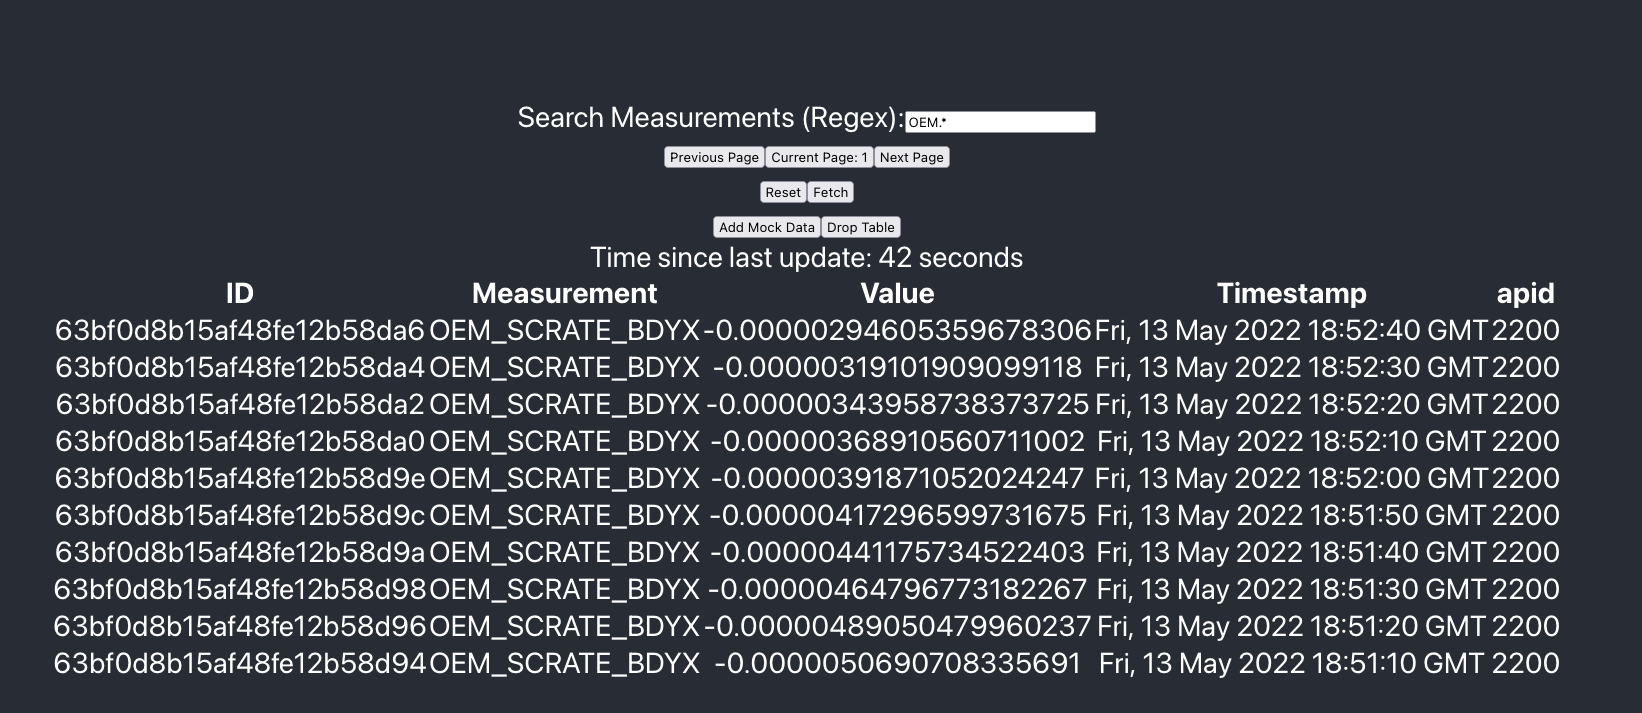 Search Measurements (Regex): OEM.*
Previous Page Current Page: 1 Next Page
Reset Fetch
Add Mock Data Drop Table
Time since last update: 42 seconds
ID Measurement Value Timestamp apid
63bf0d8b15af48fe12b58da6 OEM_SCRATE_BDYX -0.00000294605359678306 Fri, 13 May 2022 18:52:40 GMT 2200
63bf0d8b15af48fe12b58da4 OEM_SCRATE_BDYX -0.00000319101909099118 Fri, 13 May 2022 18:52:30 GMT 2200
63bf0d8b15af48fe12b58da2 OEM_SCRATE_BDYX -0.00000343958738373725 Fri, 13 May 2022 18:52:20 GMT 2200
63bf0d8b15af48fe12b58da0 OEM_SCRATE_BDYX -0.00000368910560711002 Fri, 13 May 2022 18:52:10 GMT 2200
63bf0d8b15af48fe12b58d9e OEM_SCRATE_BDYX -0.00000391871052024247 Fri, 13 May 2022 18:52:00 GMT 2200
63bf0d8b15af48fe12b58d9c OEM_SCRATE_BDYX -0.00000417296599731675 Fri, 13 May 2022 18:51:50 GMT 2200
63bf0d8b15af48fe12b58d9a OEM_SCRATE_BDYX -0.00000441175734522403 Fri, 13 May 2022 18:51:40 GMT 2200
63bf0d8b15af48fe12b58d98 OEM_SCRATE_BDYX -0.00000464796773182267 Fri, 13 May 2022 18:51:30 GMT 2200
63bf0d8b15af48fe12b58d96 OEM_SCRATE_BDYX -0.00000489050479960237 Fri, 13 May 2022 18:51:20 GMT 2200
63bf0d8b15af48fe12b58d94 OEM_SCRATE_BDYX -0.0000050690708335691 Fri, 13 May 2022 18:51:10 GMT 2200